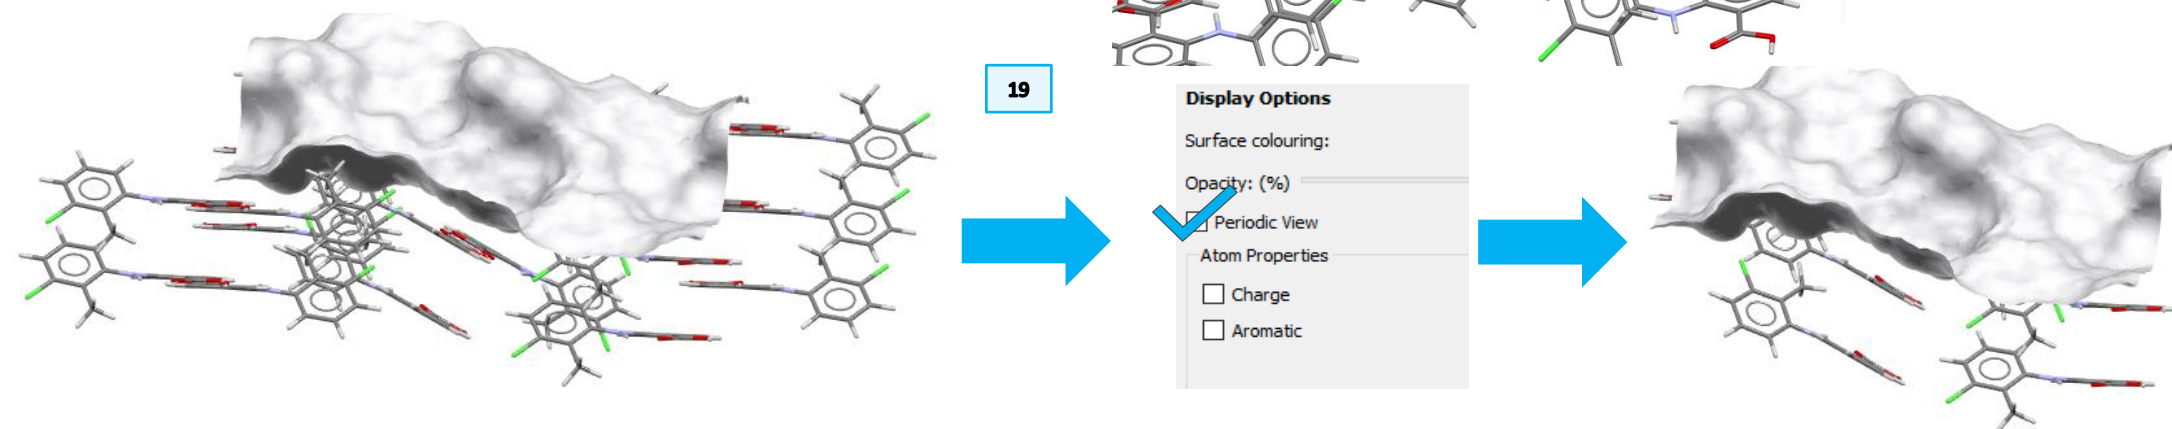 19
Display Options
Surface colouring:
Opacity: (%)
Periodic View
Atom Properties
Charge
Aromatic